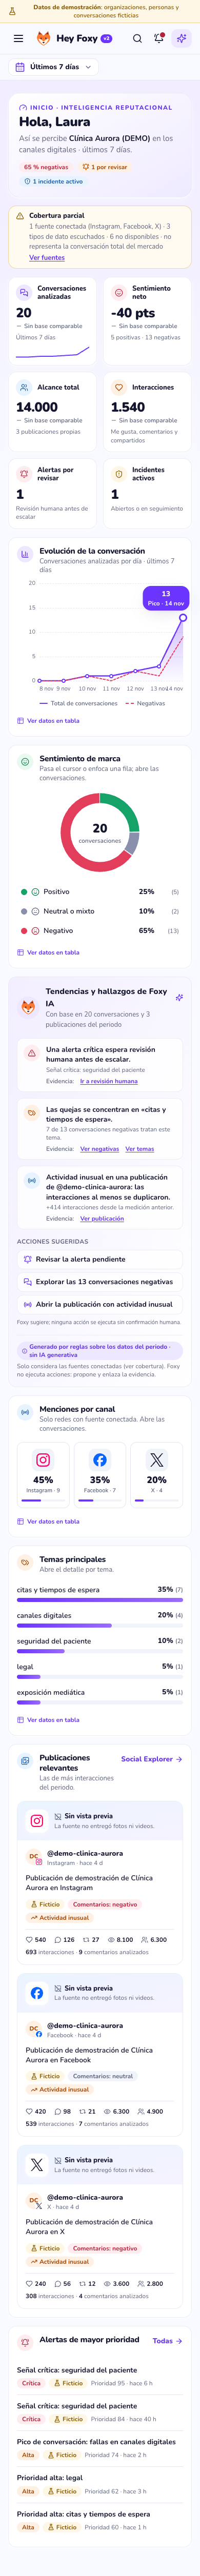 Datos de demostración: organizaciones, personas y
conversaciones ficticias
Hey Foxy v2
Últimos 7 días
INICIO · INTELIGENCIA REPUTACIONAL
Hola, Laura
Así se percibe Clínica Aurora (DEMO) en los
canales digitales · últimos 7 días.
65 % negativas
1 por revisar
1 incidente activo
Cobertura parcial
1 fuente conectada (Instagram, Facebook, X) · 3
tipos de dato escuchados · 6 no disponibles · no
representa la conversación total del mercado
Ver fuentes
Conversaciones
analizadas
20
Sin base comparable
Últimos 7 días
Sentimiento
neto
-40 pts
Sin base comparable
5 positivas · 13 negativas
Alcance total
14.000
Sin base comparable
3 publicaciones propias
Interacciones
1.540
Sin base comparable
Me gusta, comentarios y
compartidos
Alertas por
revisar
1
Revisión humana antes de
escalar
Incidentes
activos
1
Abiertos o en seguimiento
Evolución de la conversación
Conversaciones analizadas por día · últimos 7
días
20
15
10
5
0
13
Pico · 14 nov
8 nov 9 nov 10 nov 11 nov 12 nov 13 nov 14 nov
Total de conversaciones Negativas
Ver datos en tabla
Sentimiento de marca
Pasa el cursor o enfoca una fila; abre las
conversaciones.
20
conversaciones
Positivo 25% (5)
Neutral o mixto 10% (2)
Negativo 65% (13)
Ver datos en tabla
Tendencias y hallazgos de Foxy
IA
Con base en 20 conversaciones y 3
publicaciones del periodo
Una alerta crítica espera revisión
humana antes de escalar.
Señal crítica: seguridad del paciente
Evidencia: Ir a revisión humana
Las quejas se concentran en «citas y
tiempos de espera».
7 de 13 conversaciones negativas tratan este
tema.
Evidencia: Ver negativas Ver temas
Actividad inusual en una publicación
de @demo-clinica-aurora: las
interacciones al menos se duplicaron.
+414 interacciones desde la medición anterior.
Evidencia: Ver publicación
ACCIONES SUGERIDAS
Revisar la alerta pendiente
Explorar las 13 conversaciones negativas
Abrir la publicación con actividad inusual
Foxy sugiere; ninguna acción se ejecuta sin confirmación humana.
Generado por reglas sobre los datos del periodo ·
sin IA generativa
Solo considera las fuentes conectadas (ver cobertura). Foxy
no ejecuta acciones: propone y enlaza la evidencia.
Menciones por canal
Solo redes con fuente conectada. Abre las
conversaciones.
45%
Instagram · 9
35%
Facebook · 7
20%
X · 4
Ver datos en tabla
Temas principales
Abre el detalle por tema.
citas y tiempos de espera 35% (7)
canales digitales 20% (4)
seguridad del paciente 10% (2)
legal 5% (1)
exposición mediática 5% (1)
Ver datos en tabla
Publicaciones
relevantes
Las de más interacciones
del periodo.
Social Explorer
Sin vista previa
La fuente no entregó fotos ni videos.
DC
@demo-clinica-aurora
Instagram · hace 4 d
Publicación de demostración de Clínica
Aurora en Instagram
Ficticio Comentarios: negativo
Actividad inusual
540 126 27 8.100 6.300
693 interacciones · 9 comentarios analizados
Sin vista previa
La fuente no entregó fotos ni videos.
DC
@demo-clinica-aurora
Facebook · hace 4 d
Publicación de demostración de Clínica
Aurora en Facebook
Ficticio Comentarios: neutral
Actividad inusual
420 98 21 6.300 4.900
539 interacciones · 7 comentarios analizados
Sin vista previa
La fuente no entregó fotos ni videos.
DC
@demo-clinica-aurora
X · hace 4 d
Publicación de demostración de Clínica
Aurora en X
Ficticio Comentarios: negativo
Actividad inusual
240 56 12 3.600 2.800
308 interacciones · 4 comentarios analizados
Alertas de mayor prioridad Todas
Señal crítica: seguridad del paciente
Crítica Ficticio Prioridad 95 · hace 6 h
Señal crítica: seguridad del paciente
Crítica Ficticio Prioridad 84 · hace 40 h
Pico de conversación: fallas en canales digitales
Alta Ficticio Prioridad 74 · hace 2 h
Prioridad alta: legal
Alta Ficticio Prioridad 62 · hace 3 h
Prioridad alta: citas y tiempos de espera
Alta Ficticio Prioridad 60 · hace 1 h